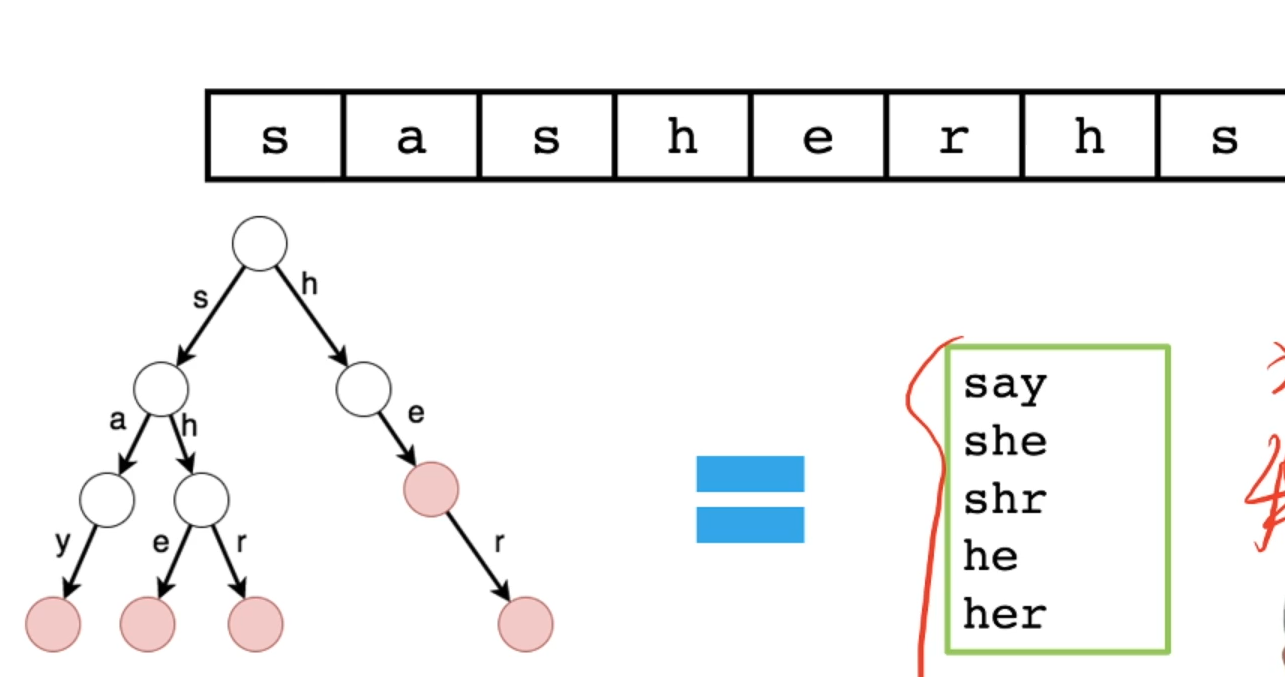 s a s h e r h s
s h
a h e
y e r r
say
she
shr
he
her